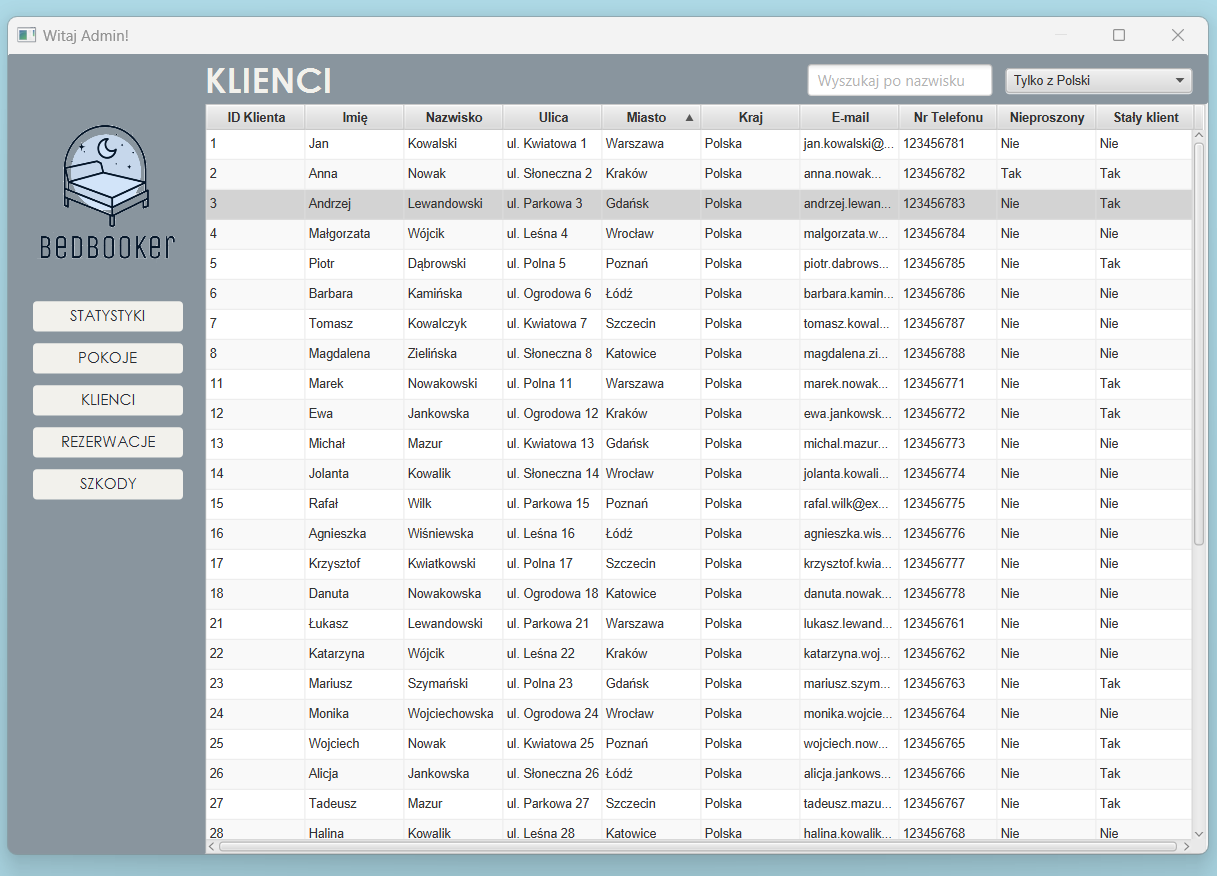 Witaj Admin!
KLIENCI
Wyszukaj po nazwisku
Tylko z Polski
BEDBOOKER
STATYSTYKI
POKOJE
KLIENCI
REZERWACJE
SZKODY
ID Klienta Imię Nazwisko Ulica Miasto Kraj E-mail Nr Telefonu Nieproszony Stały klient
1 Jan Kowalski ul. Kwiatowa 1 Warszawa Polska jan.kowalski@... 123456781 Nie Nie
2 Anna Nowak ul. Słoneczna 2 Kraków Polska anna.nowak... 123456782 Tak Tak
3 Andrzej Lewandowski ul. Parkowa 3 Gdańsk Polska andrzej.lewan... 123456783 Nie Tak
4 Małgorzata Wójcik ul. Leśna 4 Wrocław Polska malgorzata.w... 123456784 Nie Nie
5 Piotr Dąbrowski ul. Polna 5 Poznań Polska piotr.dabrows... 123456785 Nie Tak
6 Barbara Kamińska ul. Ogrodowa 6 Łódź Polska barbara.kamin... 123456786 Nie Nie
7 Tomasz Kowalczyk ul. Kwiatowa 7 Szczecin Polska tomasz.kowal... 123456787 Nie Nie
8 Magdalena Zielińska ul. Słoneczna 8 Katowice Polska magdalena.zi... 123456788 Nie Nie
11 Marek Nowakowski ul. Polna 11 Warszawa Polska marek.nowak... 123456771 Nie Tak
12 Ewa Jankowska ul. Ogrodowa 12 Kraków Polska ewa.jankowsk... 123456772 Nie Tak
13 Michał Mazur ul. Kwiatowa 13 Gdańsk Polska michal.mazur... 123456773 Nie Nie
14 Jolanta Kowalik ul. Słoneczna 14 Wrocław Polska jolanta.kowali... 123456774 Nie Nie
15 Rafał Wilk ul. Parkowa 15 Poznań Polska rafal.wilk@ex... 123456775 Nie Nie
16 Agnieszka Wiśniewska ul. Leśna 16 Łódź Polska agnieszka.wis... 123456776 Nie Nie
17 Krzysztof Kwiatkowski ul. Polna 17 Szczecin Polska krzysztof.kwia... 123456777 Nie Nie
18 Danuta Nowakowska ul. Ogrodowa 18 Katowice Polska danuta.nowak... 123456778 Nie Nie
21 Łukasz Lewandowski ul. Parkowa 21 Warszawa Polska lukasz.lewand... 123456761 Nie Nie
22 Katarzyna Wójcik ul. Leśna 22 Kraków Polska katarzyna.woj... 123456762 Nie Nie
23 Mariusz Szymański ul. Polna 23 Gdańsk Polska mariusz.szym... 123456763 Nie Tak
24 Monika Wojciechowska ul. Ogrodowa 24 Wrocław Polska monika.wojcie... 123456764 Nie Nie
25 Wojciech Nowak ul. Kwiatowa 25 Poznań Polska wojciech.now... 123456765 Nie Tak
26 Alicja Jankowska ul. Słoneczna 26 Łódź Polska alicja.jankows... 123456766 Nie Tak
27 Tadeusz Mazur ul. Parkowa 27 Szczecin Polska tadeusz.mazu... 123456767 Nie Tak
28 Halina Kowalik ul. Leśna 28 Katowice Polska halina.kowalik... 123456768 Nie Nie